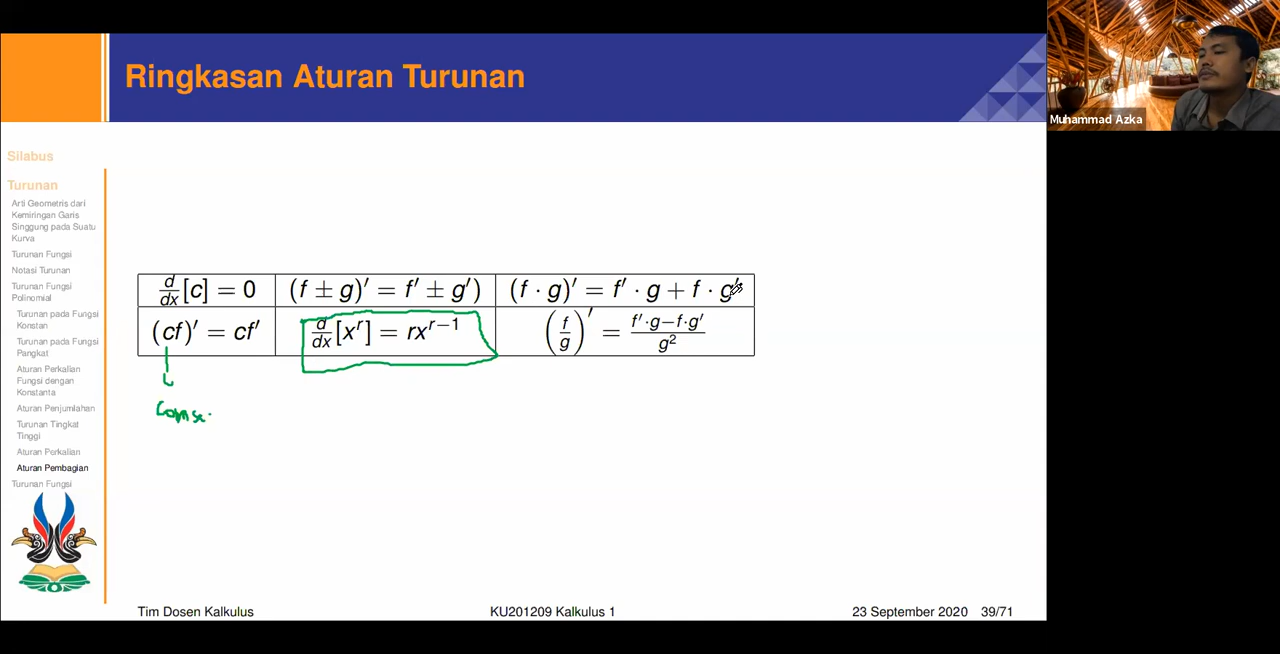 Ringkasan Aturan Turunan
Muhammad Azka
Silabus
Turunan
Arti Geometris dari
Kemiringan Garis
Singgung pada Suatu
Kurva
Turunan Fungsi
Notasi Turunan
Turunan Fungsi
Polinomial
Turunan pada Fungsi
Konstan
Turunan pada Fungsi
Pangkat
Aturan Perkalian
Fungsi dengan
Konstanta
Aturan Penjumlahan
Turunan Tingkat
Tinggi
Aturan Perkalian
Aturan Pembagian
Turunan Fungsi
d/dx [c] = 0
(f ± g)′ = f′ ± g′)
(f · g)′ = f′ · g + f · g′
(cf)′ = cf′
d/dx [xʳ] = rxʳ⁻¹
(f/g)′ = f′·g−f·g′/g²
Tim Dosen Kalkulus
KU201209 Kalkulus 1
23 September 2020 39/71